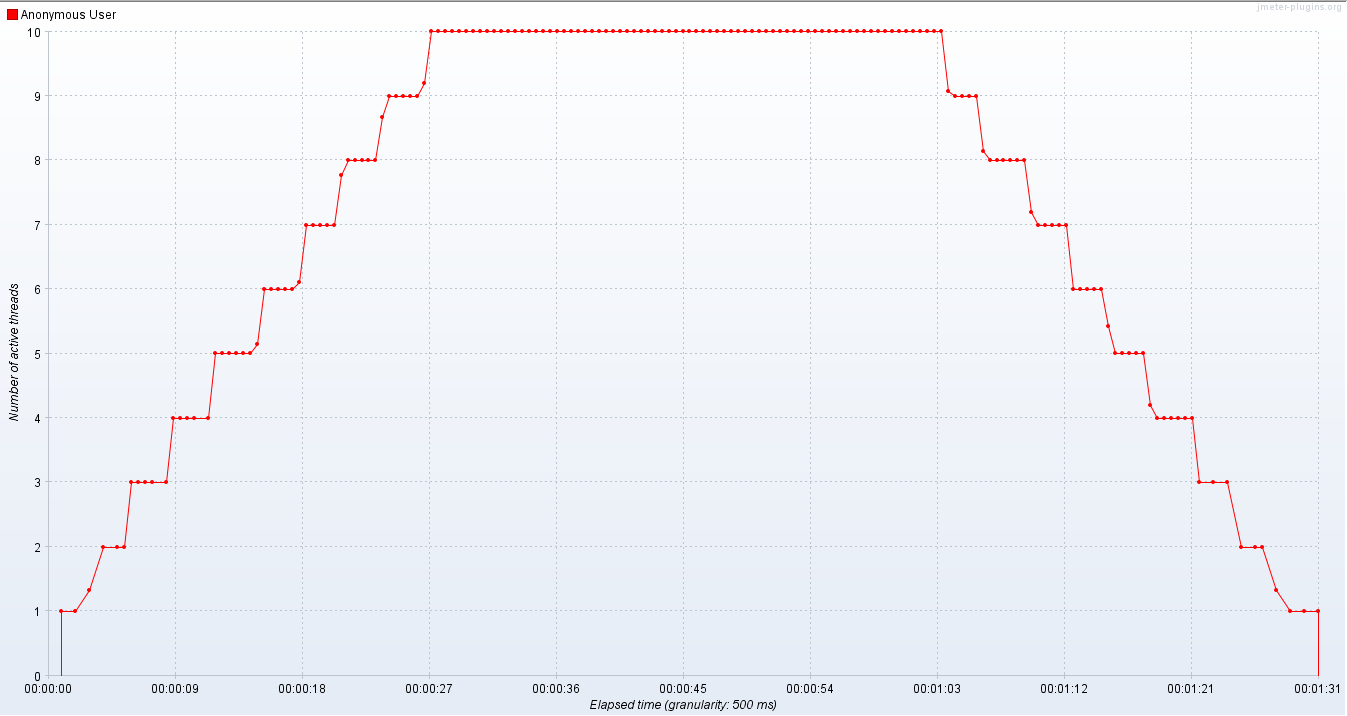 jmeter-plugins.org
Anonymous User
10
9
8
7
6
5
4
3
2
1
0
Number of active threads
00:00:00 00:00:09 00:00:18 00:00:27 00:00:36 00:00:45 00:00:54 00:01:03 00:01:12 00:01:21 00:01:31
Elapsed time (granularity: 500 ms)